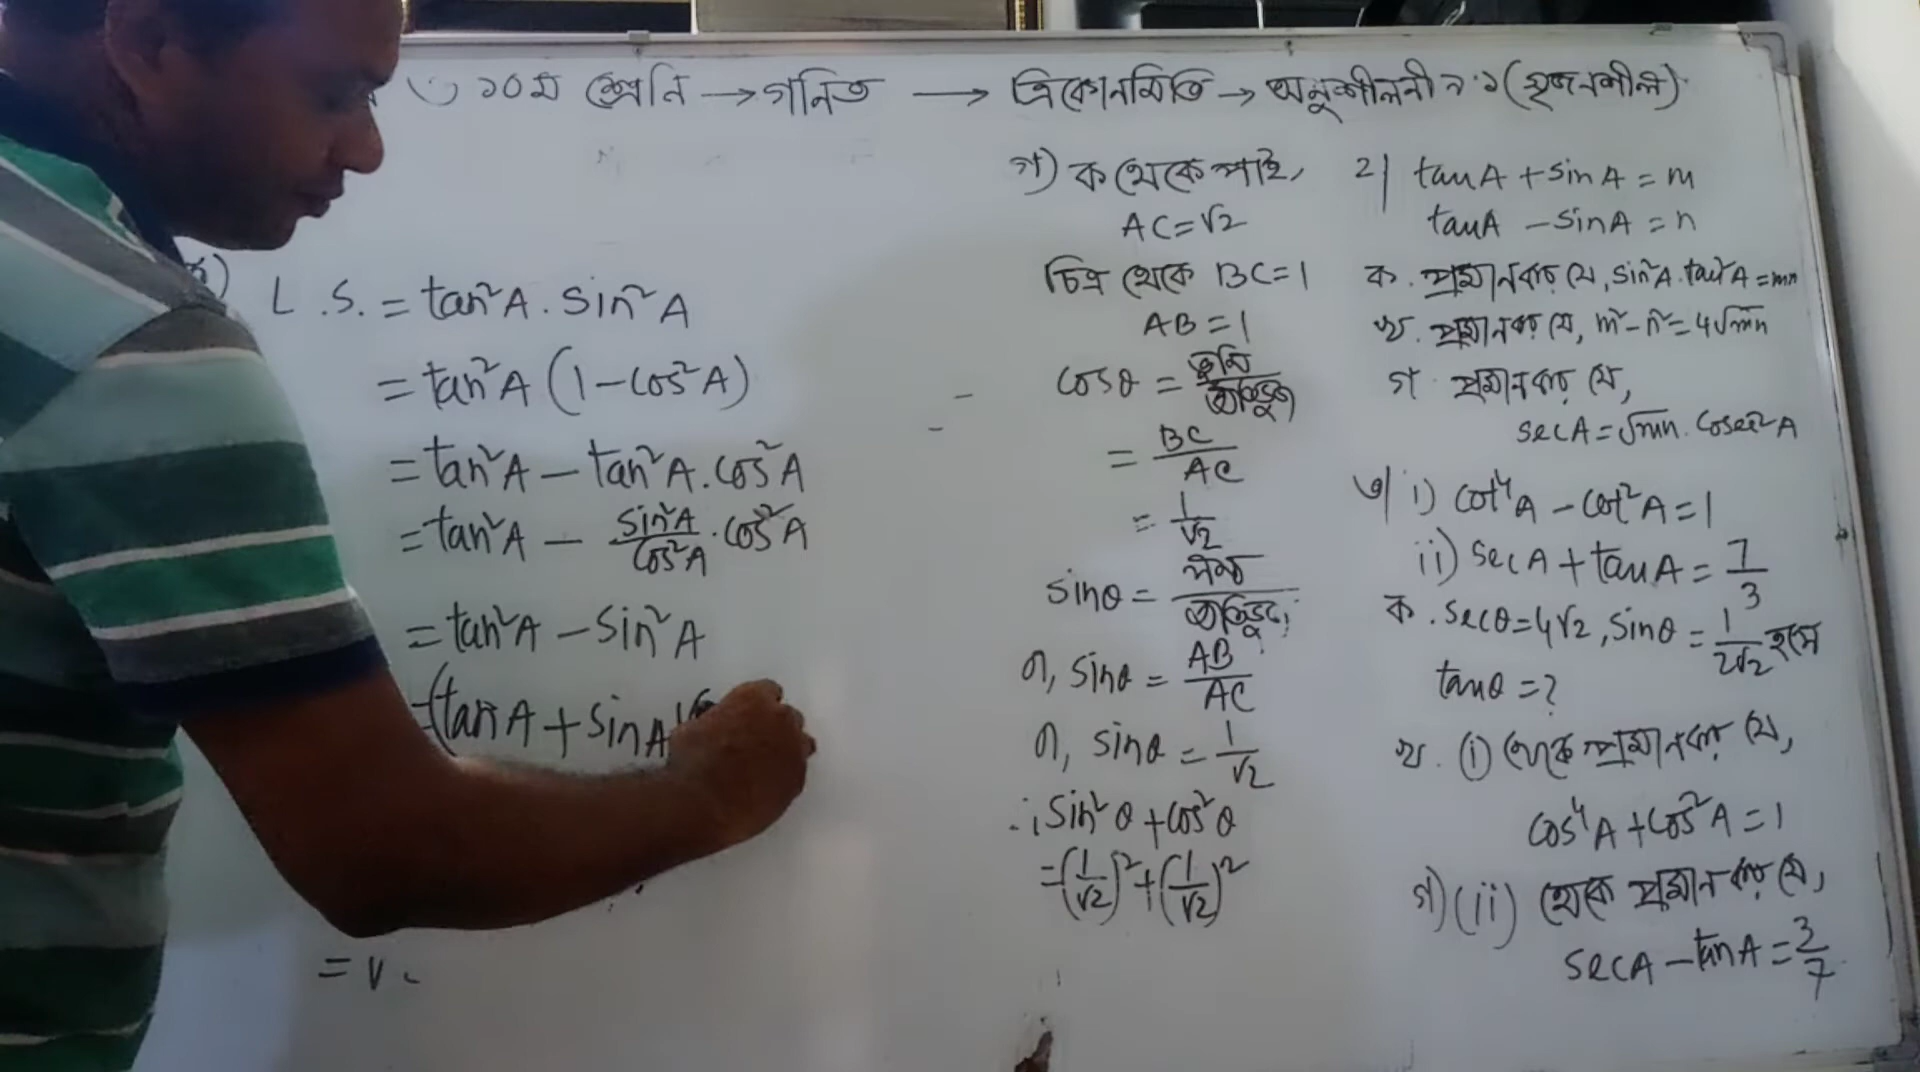 ১০ম শ্রেনি → গনিত → ত্রিকোনমিতি → অনুশীলনী ৯.১ (সৃজনশীল)
L.S. = tan²A . sin²A
= tan²A (1 - cos²A)
= tan²A - tan²A . cos²A
= tan²A - sin²A/cos²A . cos²A
= tan²A - sin²A
= (tanA + sinA)
গ) ক থেকে পাই,
AC = √2
চিত্র থেকে BC = 1
AB = 1
cosθ = ভূমি/অতিভুজ
= BC/AC
= 1/√2
sinθ = লম্ব/অতিভুজ
বা, sinθ = AB/AC
বা, sinθ = 1/√2
∴ sin²θ + cos²θ
= (1/√2)² + (1/√2)²
2| tanA + sinA = m
tanA - sinA = n
ক. প্রমানকর যে, sin²A . tan²A = mn
খ. প্রমানকর যে, m² - n² = 4√mn
গ. প্রমানকর যে,
secA = √mn . cosec²A
৩| i) cot⁴A - cot²A = 1
ii) secA + tanA = 7/3
ক. secθ = 4√2, sinθ = 1/2√2 হলে
tanθ = ?
খ. (i) থেকে প্রমানকর যে,
cos⁴A + cos²A = 1
গ) (ii) থেকে প্রমানকর যে,
secA - tanA = 3/7